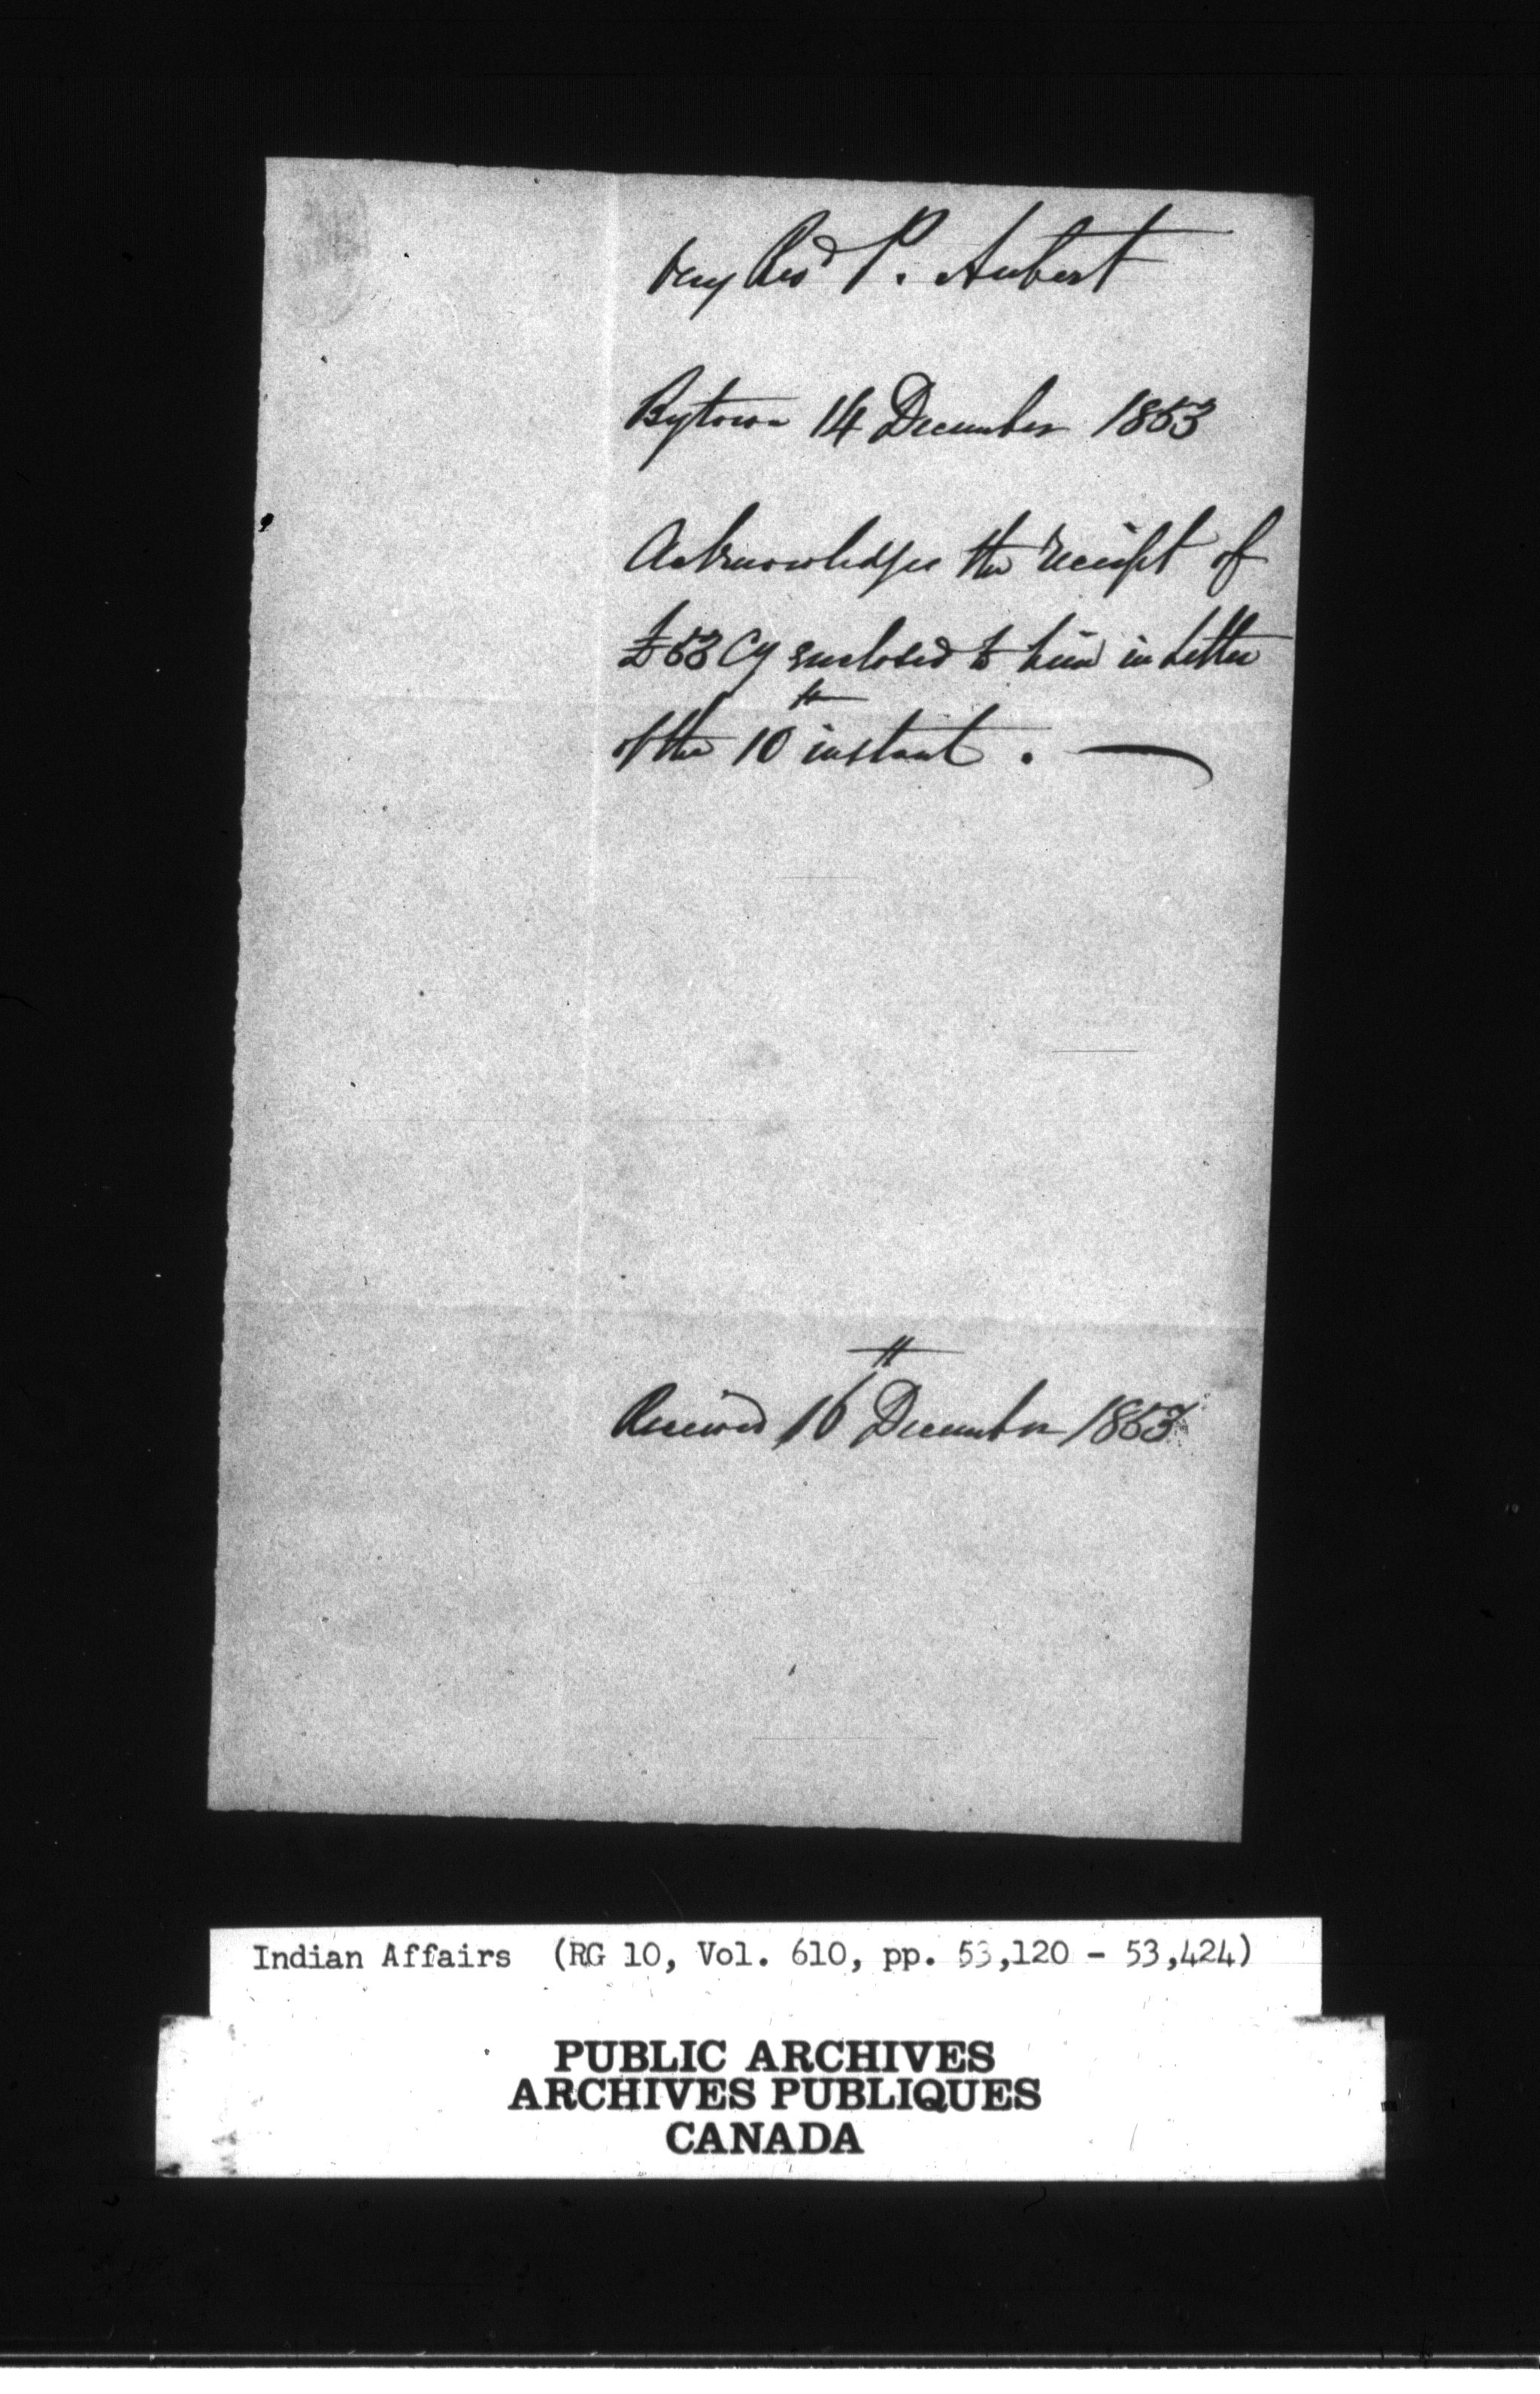 Very Revd P. Aubert
Bytown 14 December 1853
Acknowledges the receipt of
£53 Cy enclosed to him in Letter
of the 10th instant. —
Received 16th December 1853
Indian Affairs (RG 10, Vol. 610, pp. 53,120 - 53,424)
PUBLIC ARCHIVES
ARCHIVES PUBLIQUES
CANADA